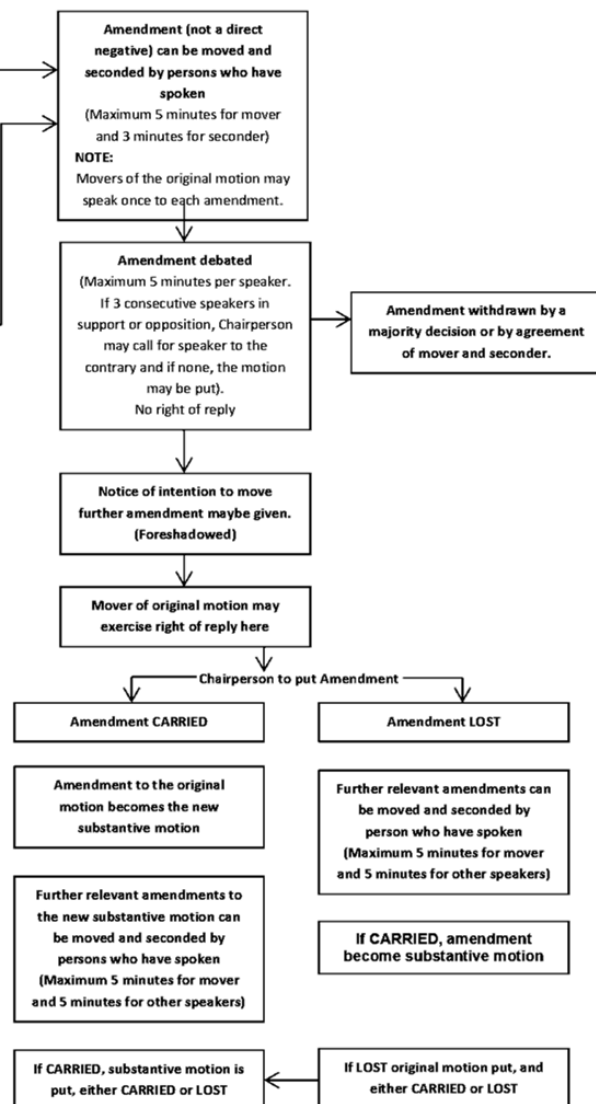 Amendment (not a direct
negative) can be moved and
seconded by persons who have
spoken
(Maximum 5 minutes for mover
and 3 minutes for seconder)
NOTE:
Movers of the original motion may
speak once to each amendment.
Amendment debated
(Maximum 5 minutes per speaker.
If 3 consecutive speakers in
support or opposition, Chairperson
may call for speaker to the
contrary and if none, the motion
may be put).
No right of reply
Amendment withdrawn by a
majority decision or by agreement
of mover and seconder.
Notice of intention to move
further amendment maybe given.
(Foreshadowed)
Mover of original motion may
exercise right of reply here
Chairperson to put Amendment
Amendment CARRIED
Amendment to the original
motion becomes the new
substantive motion
Further relevant amendments to
the new substantive motion can
be moved and seconded by
persons who have spoken
(Maximum 5 minutes for mover
and 5 minutes for other speakers)
If CARRIED, substantive motion is
put, either CARRIED or LOST
Amendment LOST
Further relevant amendments can
be moved and seconded by
person who have spoken
(Maximum 5 minutes for mover
and 5 minutes for other speakers)
If CARRIED, amendment
become substantive motion
If LOST original motion put, and
either CARRIED or LOST